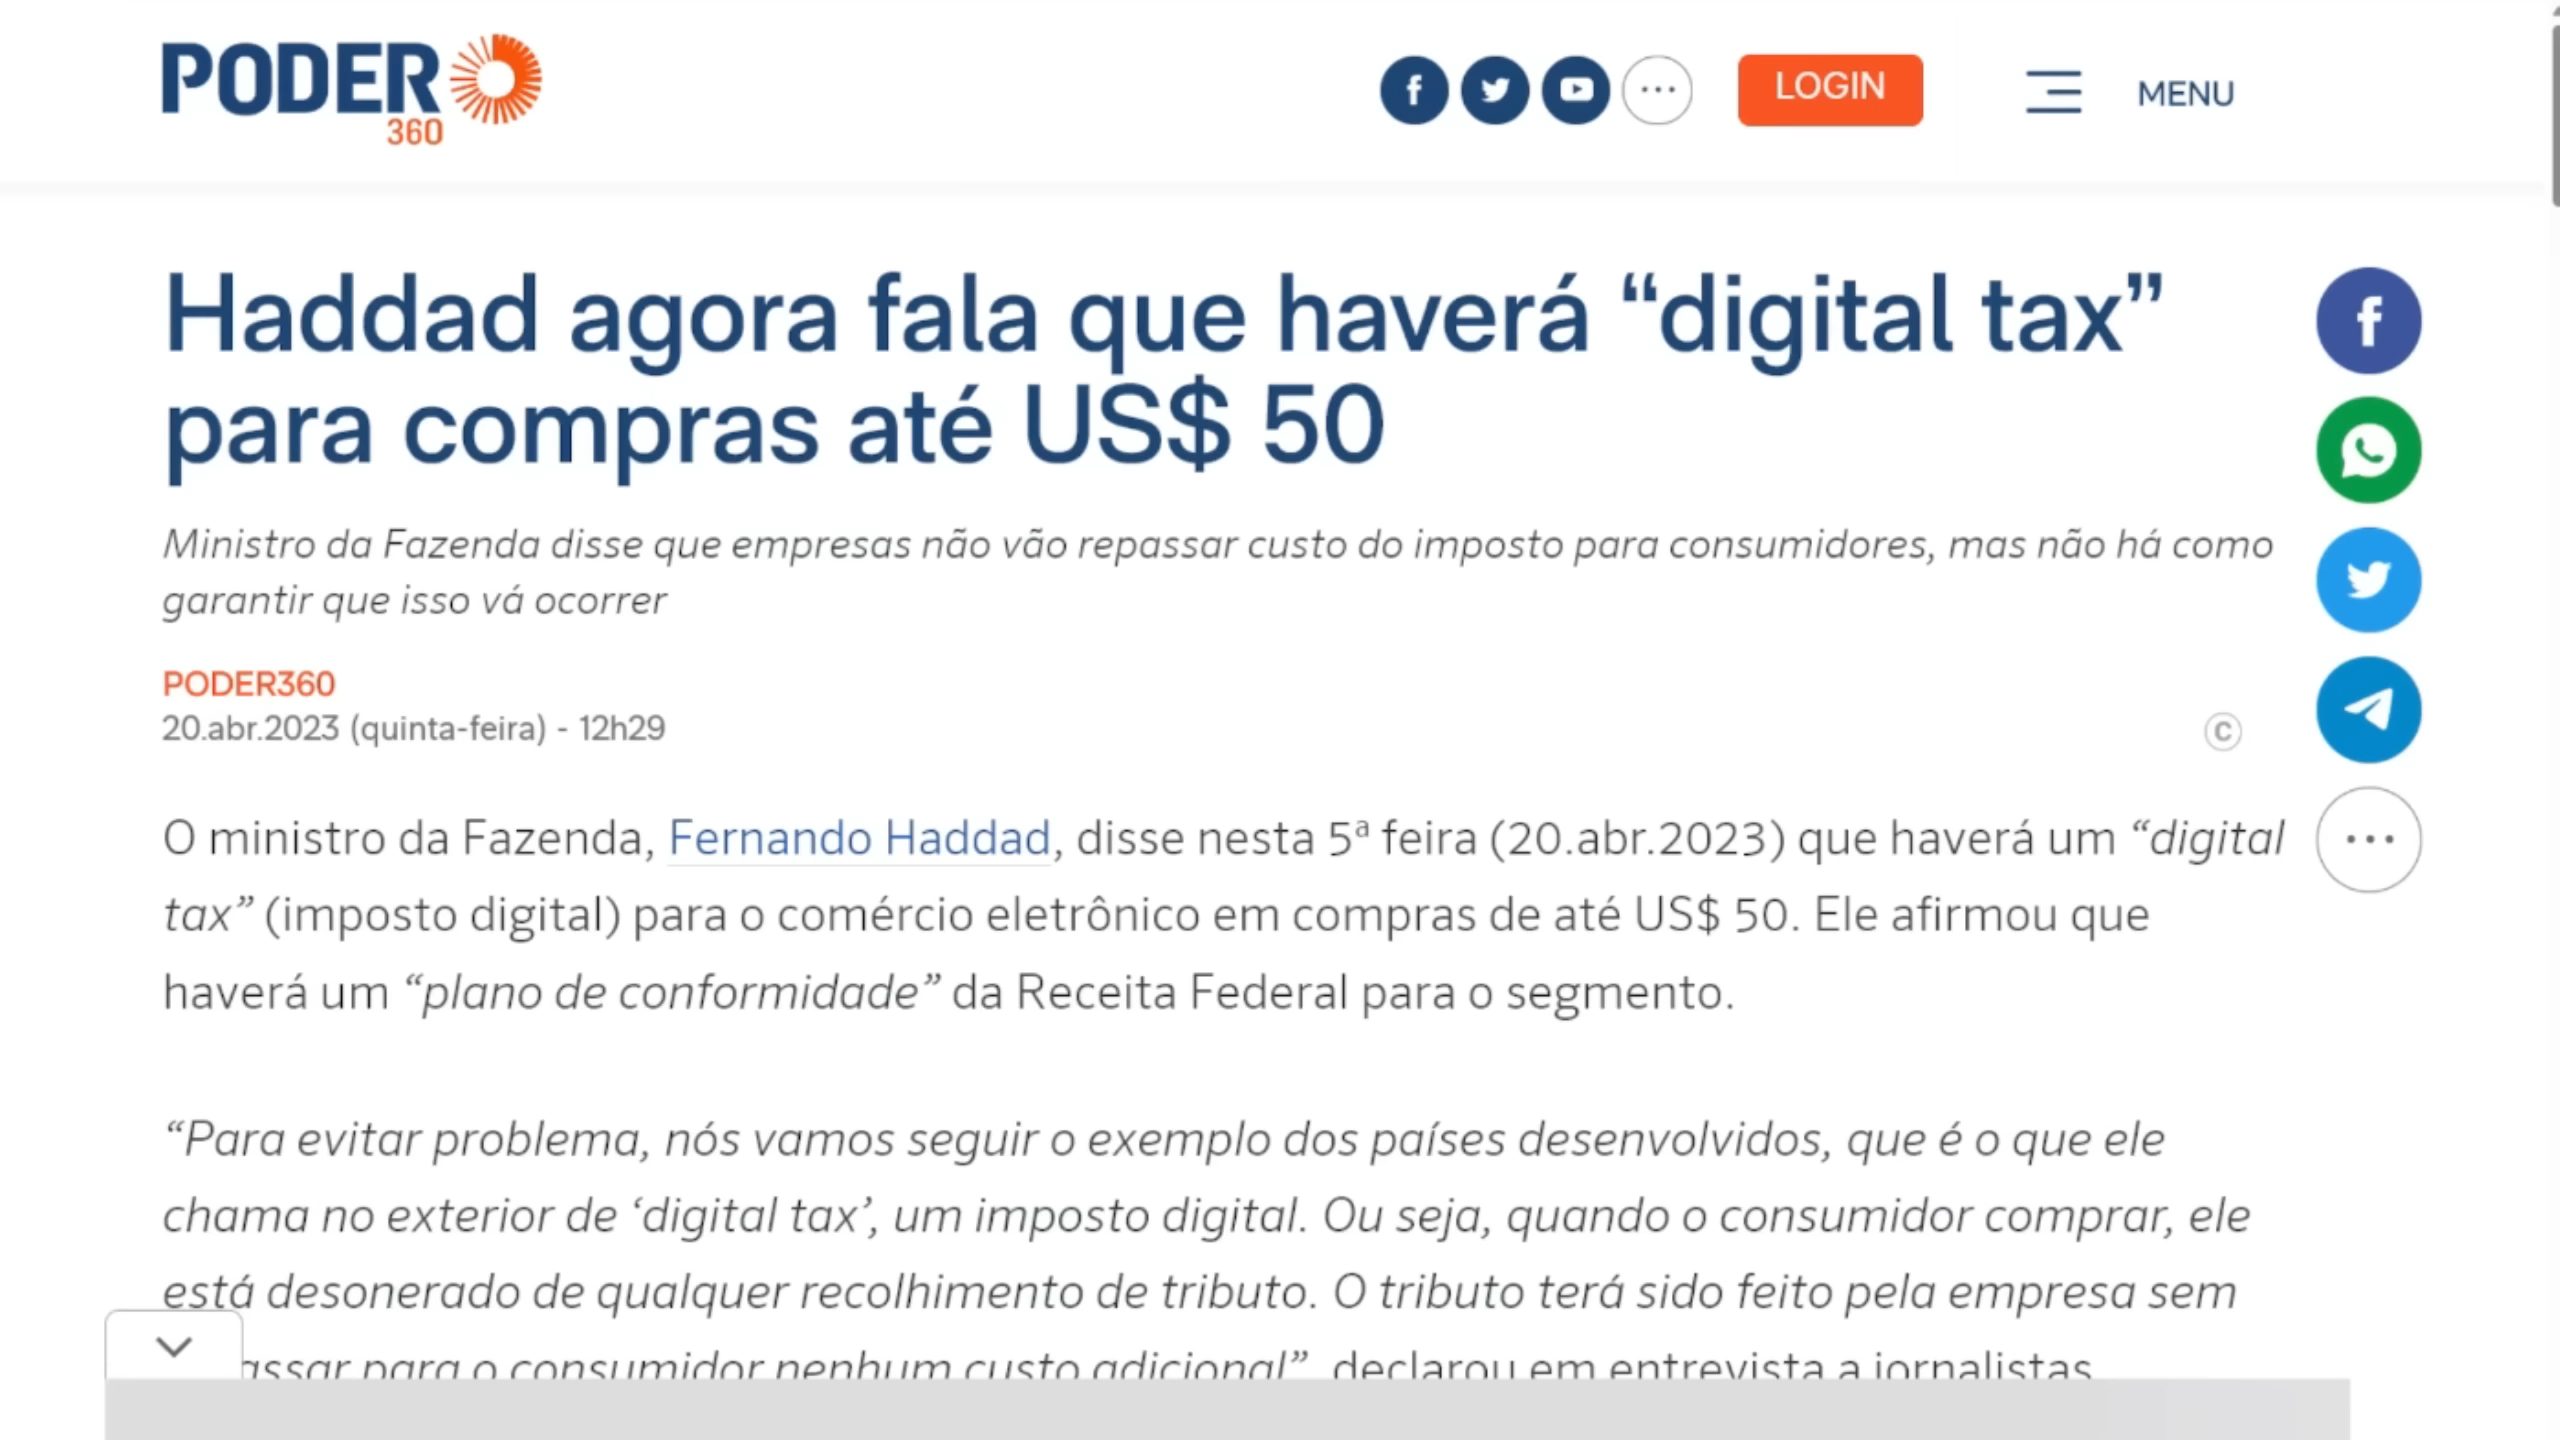 PODER
360
LOGIN
MENU
Haddad agora fala que haverá “digital tax”
para compras até US$ 50
Ministro da Fazenda disse que empresas não vão repassar custo do imposto para consumidores, mas não há como
garantir que isso vá ocorrer
PODER360
20.abr.2023 (quinta-feira) - 12h29
O ministro da Fazenda, Fernando Haddad, disse nesta 5ª feira (20.abr.2023) que haverá um “digital
tax” (imposto digital) para o comércio eletrônico em compras de até US$ 50. Ele afirmou que
haverá um “plano de conformidade” da Receita Federal para o segmento.
“Para evitar problema, nós vamos seguir o exemplo dos países desenvolvidos, que é o que ele
chama no exterior de ‘digital tax’, um imposto digital. Ou seja, quando o consumidor comprar, ele
está desonerado de qualquer recolhimento de tributo. O tributo terá sido feito pela empresa sem
para o consumidor nenhum custo adicional”, declarou em entrevista a jornalistas